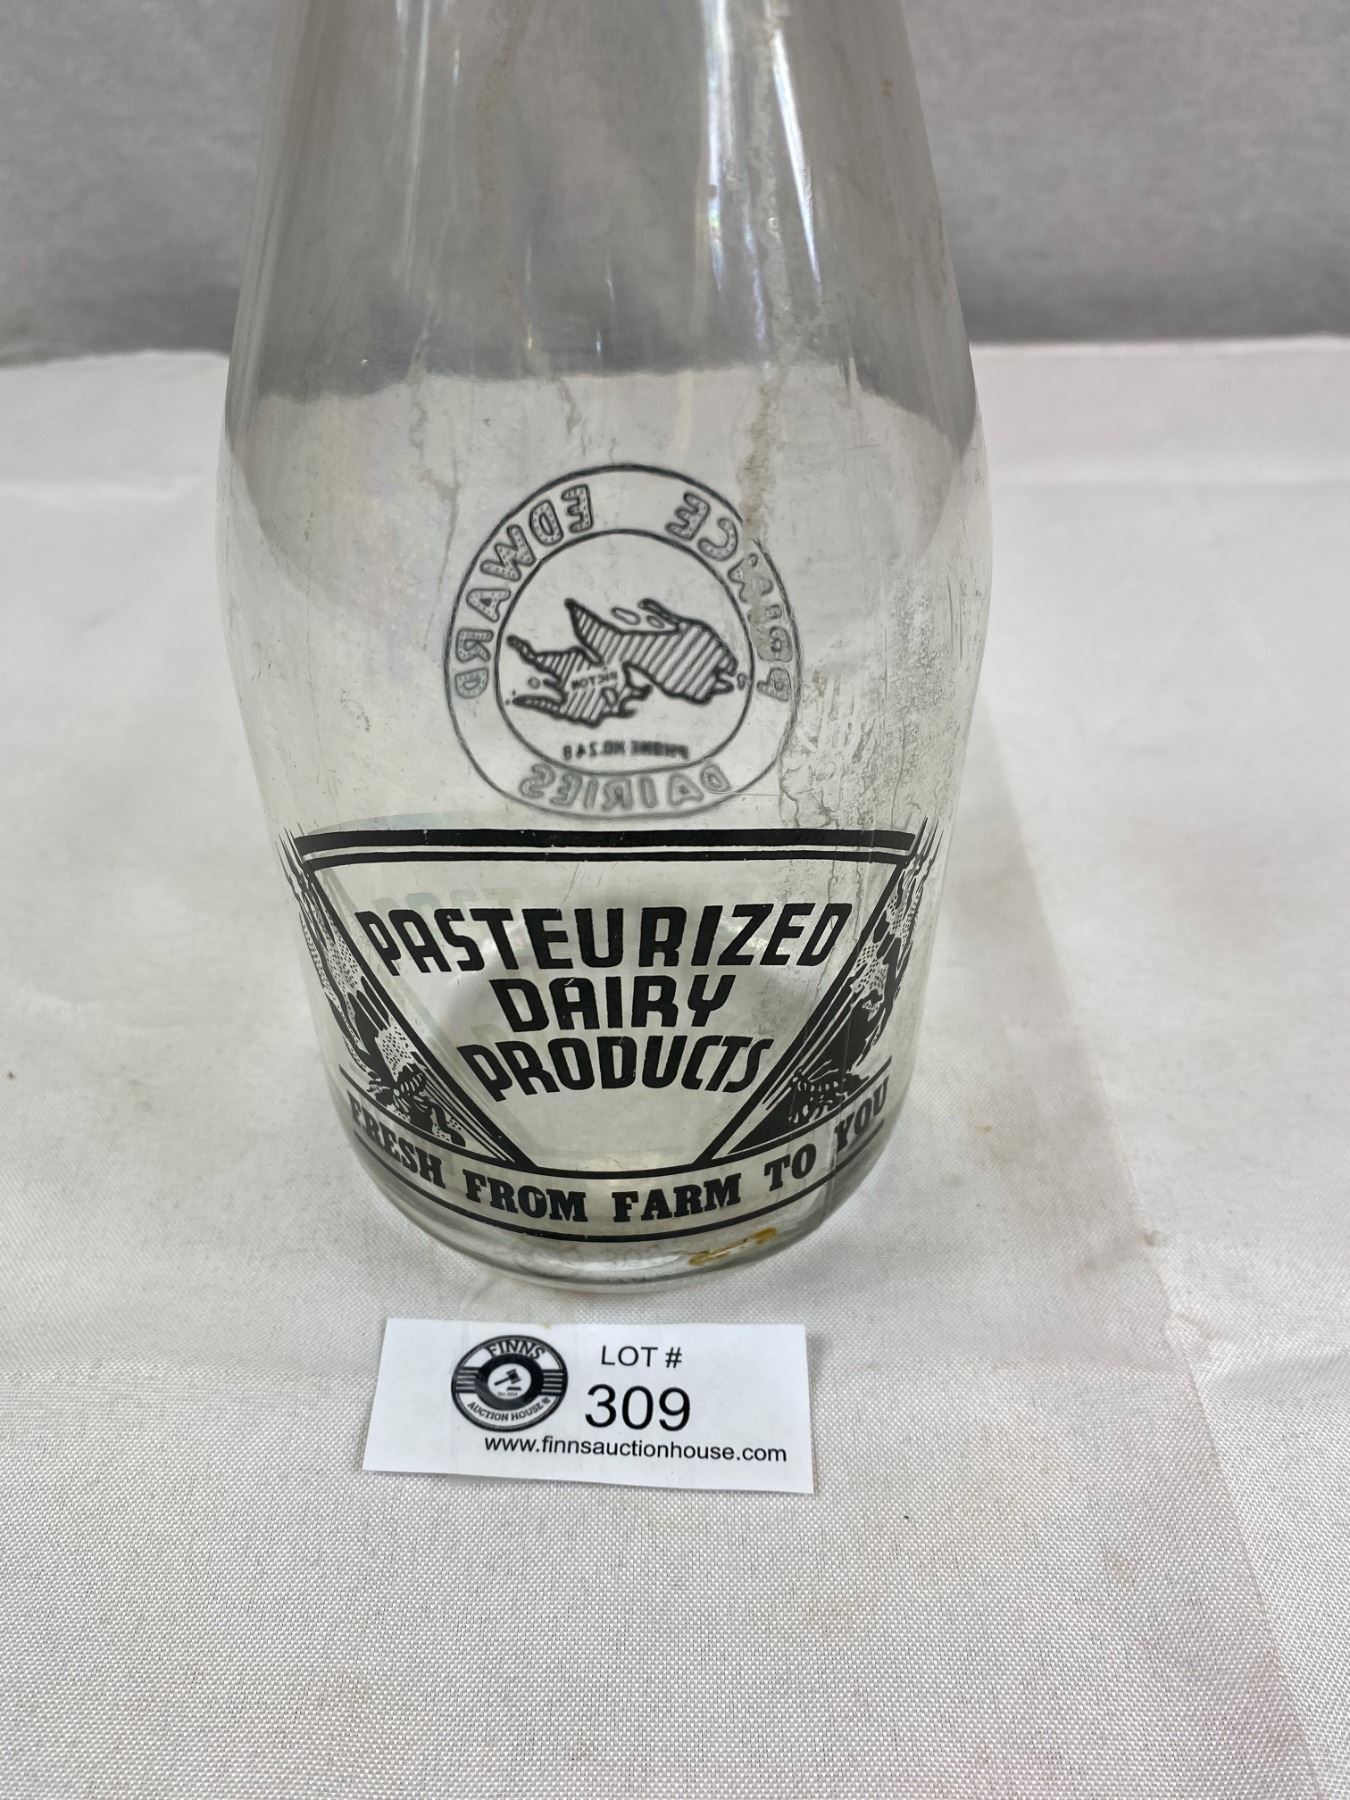 PRINCE EDWARD
PICTON
PHONE NO. 248
DAIRIES
PASTEURIZED
DAIRY
PRODUCTS
FRESH FROM FARM TO YOU
FINNS
AUCTION HOUSE
LOT #
309
www.finnsauctionhouse.com